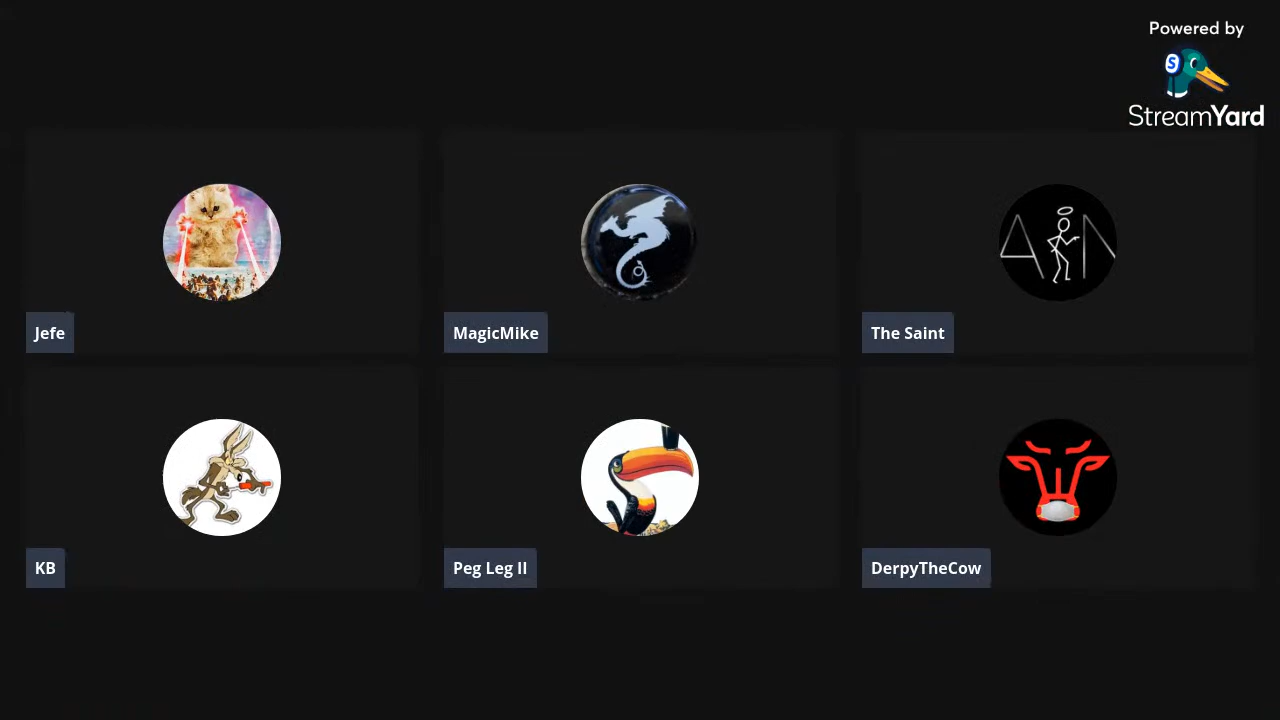 Powered by
S
StreamYard
Jefe
MagicMike
A N
The Saint
KB
Peg Leg II
DerpyTheCow